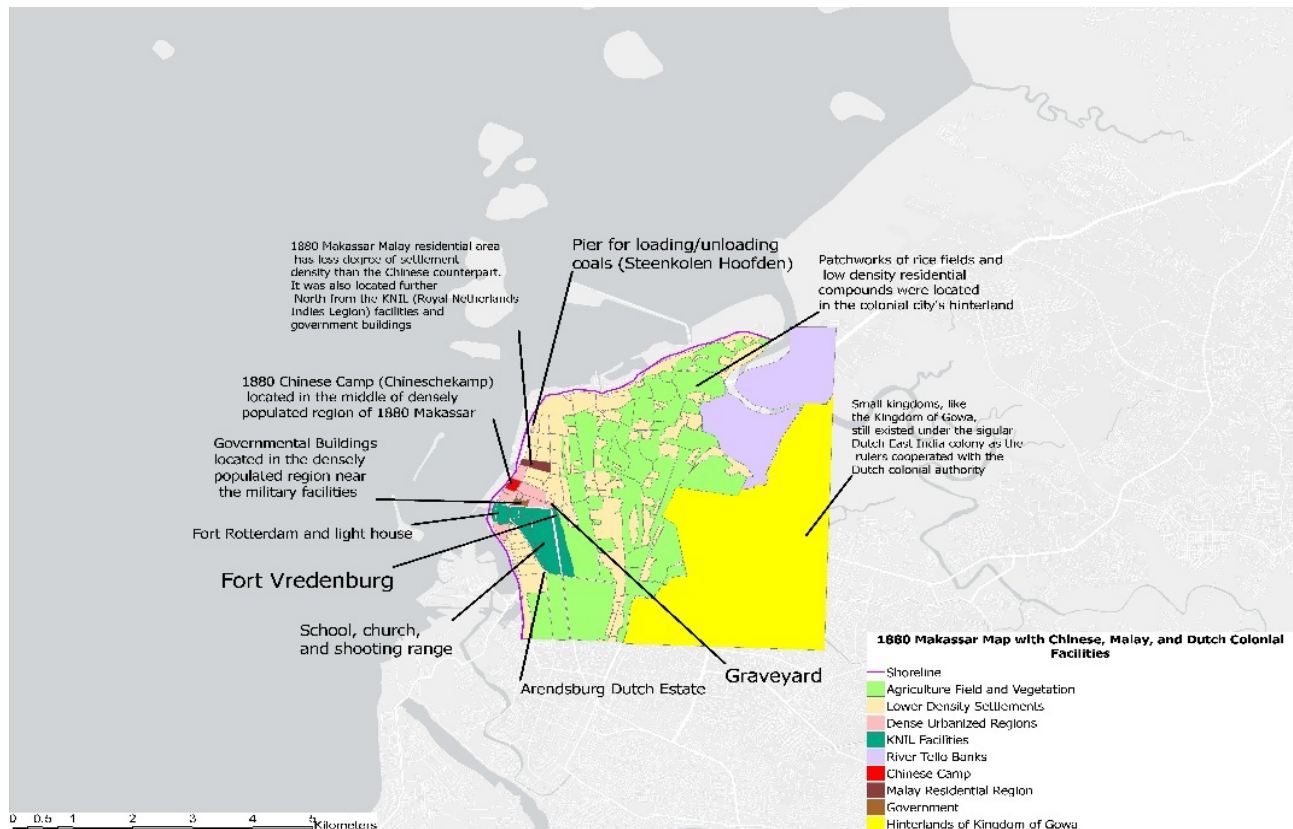 1880 Makassar Malay residential area
has less degree of settlement
density than the Chinese counterpart.
It was also located further
North from the KNIL (Royal Netherlands
Indies Legion) facilities and
government buildings
Pier for loading/unloading
coals (Steenkolen Hoofden)
Patchworks of rice fields and
low density residential
compounds were located
in the colonial city's hinterland
1880 Chinese Camp (Chineschekamp)
located in the middle of densely
populated region of 1880 Makassar
Small kingdoms, like
the Kingdom of Gowa,
still existed under the sigular
Dutch East India colony as the
rulers cooperated with the
Dutch colonial authority
Governmental Buildings
located in the densely
populated region near
the military facilities
Fort Rotterdam and light house
Fort Vredenburg
School, church,
and shooting range
Arendsburg Dutch Estate
Graveyard
1880 Makassar Map with Chinese, Malay, and Dutch Colonial
Facilities
Shoreline
Agriculture Field and Vegetation
Lower Density Settlements
Dense Urbanized Regions
KNIL Facilities
River Tello Banks
Chinese Camp
Malay Residential Region
Government
Hinterlands of Kingdom of Gowa
0 0.5 1 2 3 4 5
Kilometers